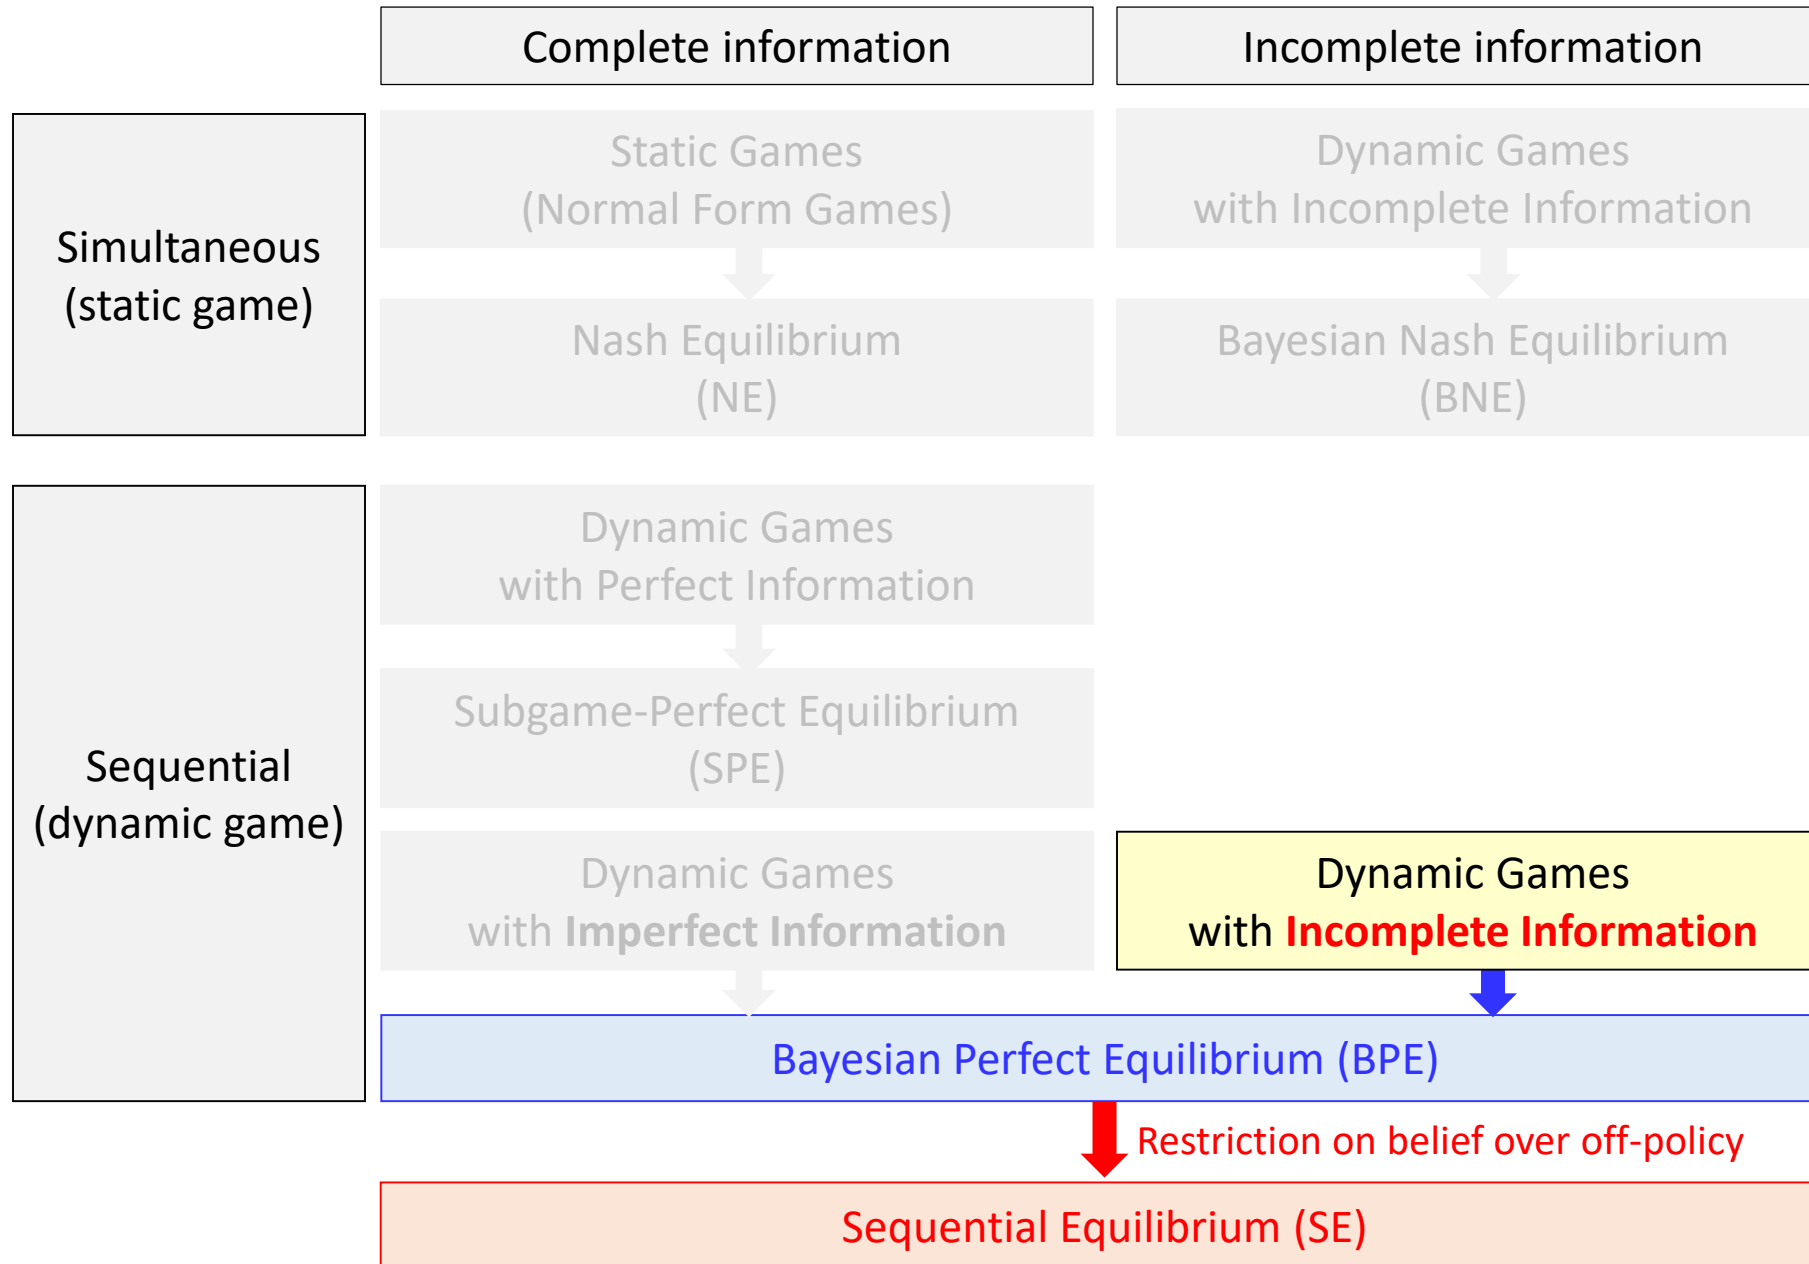 Complete information
Incomplete information
Simultaneous
(static game)
Static Games
(Normal Form Games)
Dynamic Games
with Incomplete Information
Nash Equilibrium
(NE)
Bayesian Nash Equilibrium
(BNE)
Sequential
(dynamic game)
Dynamic Games
with Perfect Information
Subgame-Perfect Equilibrium
(SPE)
Dynamic Games
with Imperfect Information
Dynamic Games
with Incomplete Information
Bayesian Perfect Equilibrium (BPE)
Restriction on belief over off-policy
Sequential Equilibrium (SE)